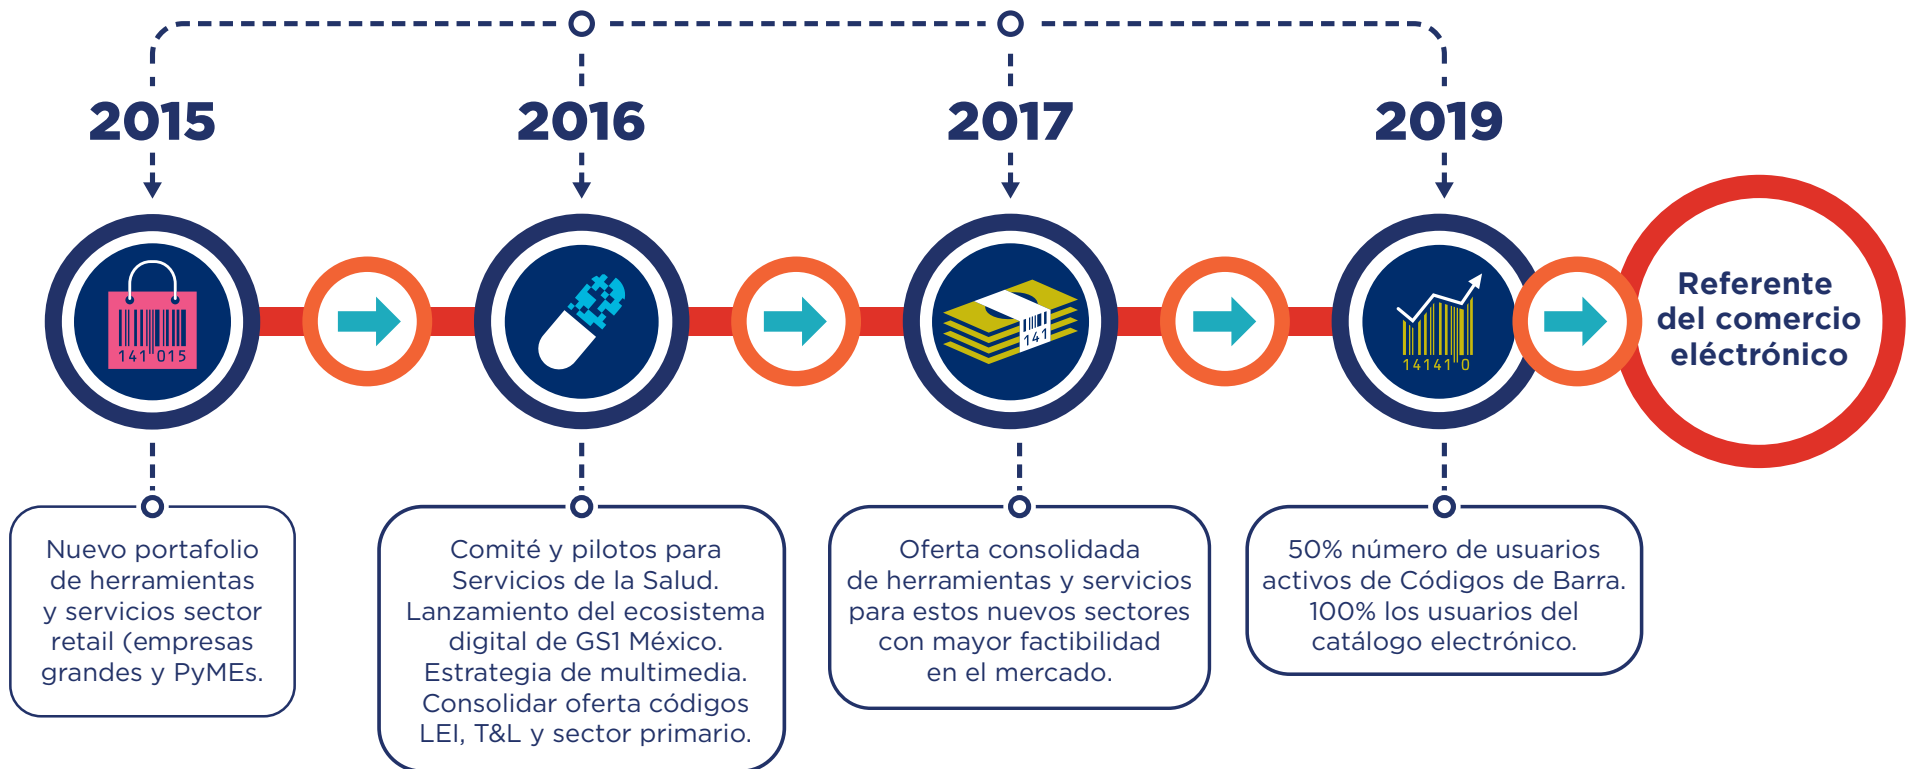 2015
2016
2017
2019
141 015
141
14141 0
Referente
del comercio
eléctrónico
Nuevo portafolio
de herramientas
y servicios sector
retail (empresas
grandes y PyMEs.
Comité y pilotos para
Servicios de la Salud.
Lanzamiento del ecosistema
digital de GS1 México.
Estrategia de multimedia.
Consolidar oferta códigos
LEI, T&L y sector primario.
Oferta consolidada
de herramientas y servicios
para estos nuevos sectores
con mayor factibilidad
en el mercado.
50% número de usuarios
activos de Códigos de Barra.
100% los usuarios del
catálogo electrónico.